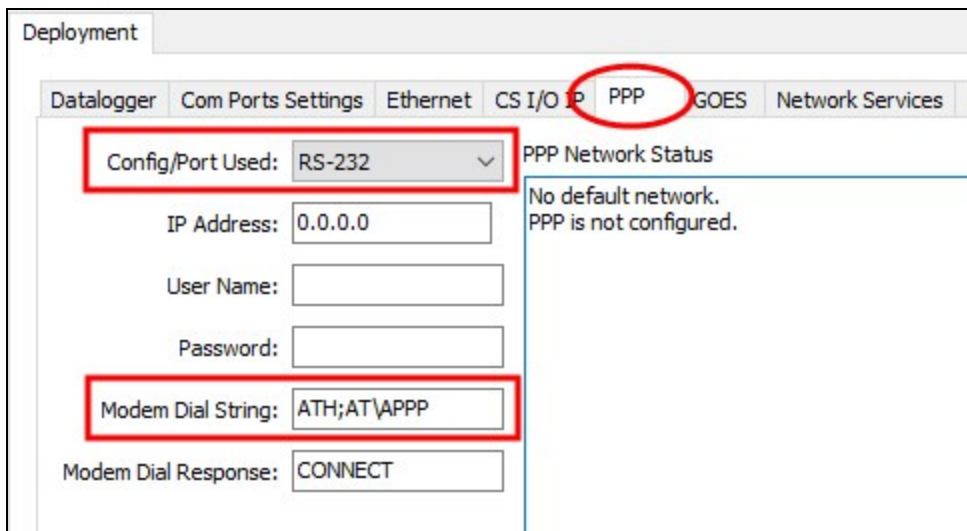 Deployment
Datalogger Com Ports Settings Ethernet CS I/O IP PPP GOES Network Services
Config/Port Used: RS-232
PPP Network Status
No default network.
PPP is not configured.
IP Address: 0.0.0.0
User Name:
Password:
Modem Dial String: ATH;AT\APPP
Modem Dial Response: CONNECT